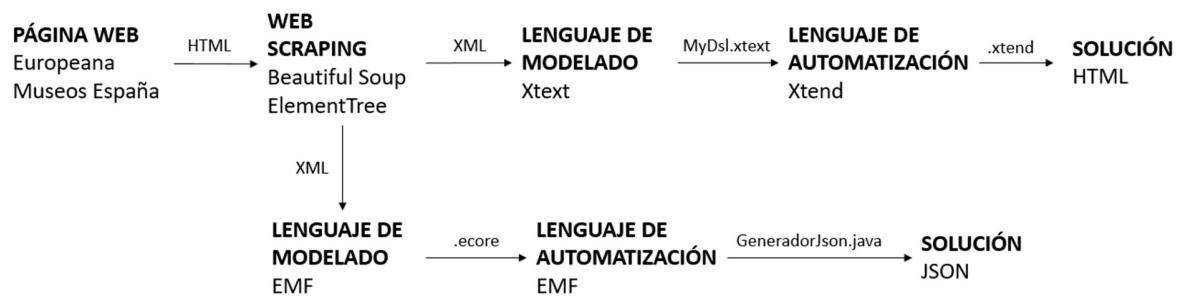 PÁGINA WEB
Europeana
Museos España
HTML
WEB
SCRAPING
Beautiful Soup
ElementTree
XML
LENGUAJE DE
MODELADO
Xtext
MyDsl.xtext
LENGUAJE DE
AUTOMATIZACIÓN
Xtend
.xtend
SOLUCIÓN
HTML
XML
LENGUAJE DE
MODELADO
EMF
.ecore
LENGUAJE DE
AUTOMATIZACIÓN
EMF
GeneradorJson.java
SOLUCIÓN
JSON